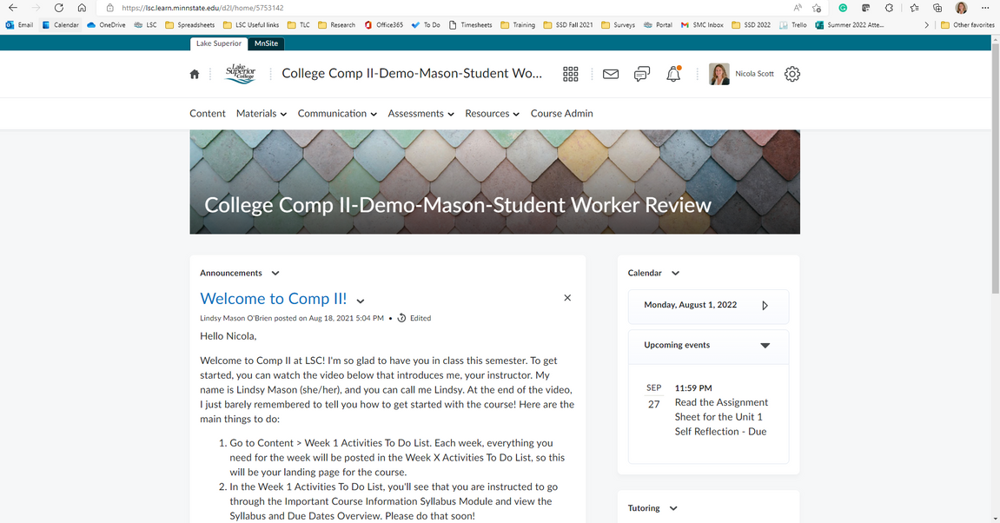 https://lsc.learn.minnstate.edu/d2l/home/5753142
Email Calendar OneDrive LSC Spreadsheets LSC Useful links TLC Research Office365 To Do Timesheets Training SSD Fall 2021 Surveys Portal SMC Inbox SSD 2022 Trello Summer 2022 Atte... Other favorites
Lake Superior MnSite
Lake Superior College
College Comp II-Demo-Mason-Student Wo...
Nicola Scott
Content Materials Communication Assessments Resources Course Admin
College Comp II-Demo-Mason-Student Worker Review
Announcements
Welcome to Comp II!
Lindsy Mason O'Brien posted on Aug 18, 2021 5:04 PM • Edited
Hello Nicola,
Welcome to Comp II at LSC! I'm so glad to have you in class this semester. To get
started, you can watch the video below that introduces me, your instructor. My
name is Lindsy Mason (she/her), and you can call me Lindsy. At the end of the video,
I just barely remembered to tell you how to get started with the course! Here are the
main things to do:
1. Go to Content > Week 1 Activities To Do List. Each week, everything you
need for the week will be posted in the Week X Activities To Do List, so this
will be your landing page for the course.
2. In the Week 1 Activities To Do List, you'll see that you are instructed to go
through the Important Course Information Syllabus Module and view the
Syllabus and Due Dates Overview. Please do that soon!
Calendar
Monday, August 1, 2022
Upcoming events
SEP
27
11:59 PM
Read the Assignment
Sheet for the Unit 1
Self Reflection - Due
Tutoring